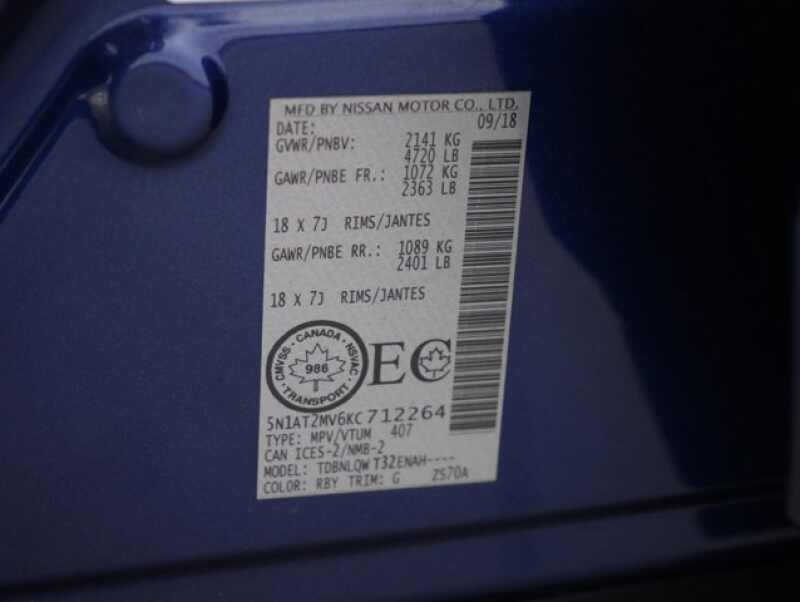 MFD BY NISSAN MOTOR CO., LTD.
DATE: 09/18
GVWR/PNBV: 2141 KG
4720 LB
GAWR/PNBE FR.: 1072 KG
2363 LB
18 X 7J RIMS/JANTES
GAWR/PNBE RR.: 1089 KG
2401 LB
18 X 7J RIMS/JANTES
CMVSS - CANADA - NSVAC
986
TRANSPORT
EC
5N1AT2MV6KC712264
TYPE: MPV/VTUM 407
CAN ICES-2/NMB-2
MODEL: TDBNLQW T32ENAH----
COLOR: RBY TRIM: G ZS70A